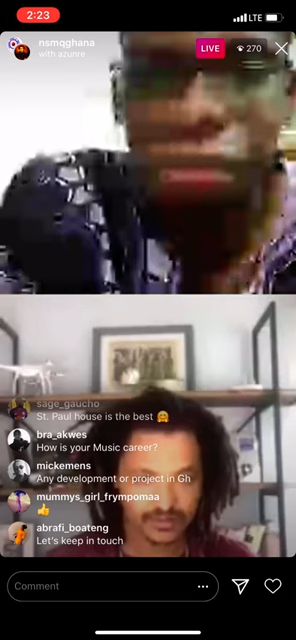 2:23
LTE
nsmqghana
with azunre
LIVE
270
sage_gaucho
St. Paul house is the best 🤗
bra_akwes
How is your Music career?
mickemens
Any development or project in Gh
mummys_girl_frympomaa
👍
abrafi_boateng
Let's keep in touch
Comment